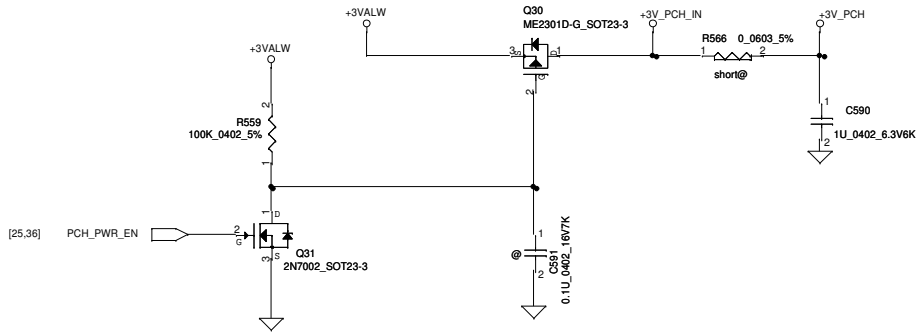 +3VALW
+3VALW
Q30
ME2301D-G_SOT23-3
+3V_PCH_IN
+3V_PCH
3
S
D
1
G
2
R566
0_0603_5%
1
2
short@
2
R559
100K_0402_5%
1
1
C590
1U_0402_6.3V6K
2
[25,36]
PCH_PWR_EN
2
G
1
D
3
S
Q31
2N7002_SOT23-3
@
1
2
C591
0.1U_0402_16V7K